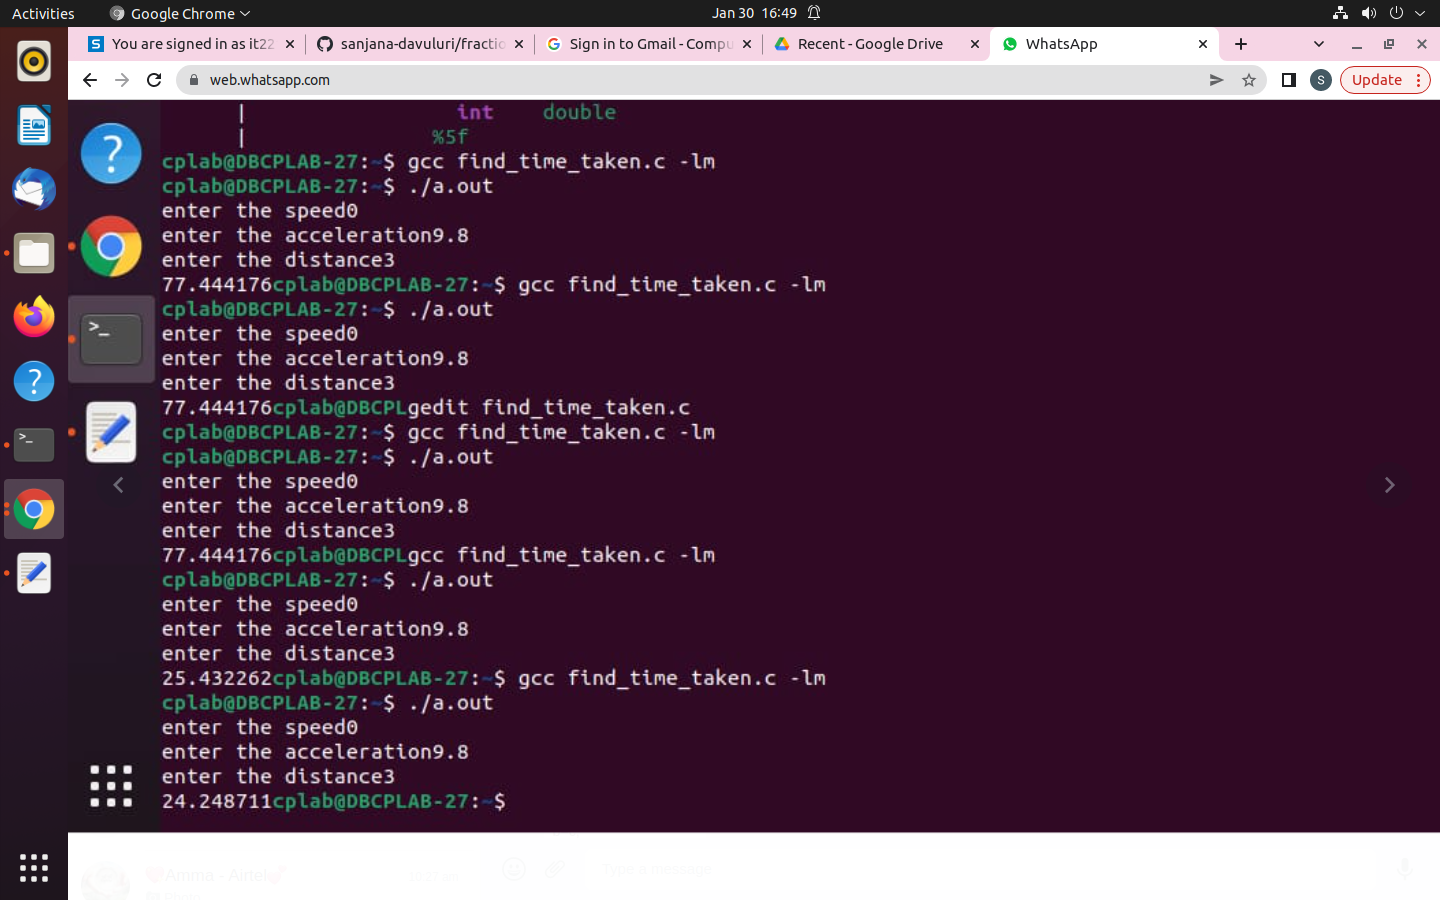 Activities Google Chrome Jan 30 16:49
You are signed in as it22 sanjana-davuluri/fractio Sign in to Gmail - Compu Recent - Google Drive WhatsApp
web.whatsapp.com S Update
| int double
| %5f
cplab@DBCPLAB-27:~$ gcc find_time_taken.c -lm
cplab@DBCPLAB-27:~$ ./a.out
enter the speed0
enter the acceleration9.8
enter the distance3
77.444176cplab@DBCPLAB-27:~$ gcc find_time_taken.c -lm
cplab@DBCPLAB-27:~$ ./a.out
enter the speed0
enter the acceleration9.8
enter the distance3
77.444176cplab@DBCPLgedit find_time_taken.c
cplab@DBCPLAB-27:~$ gcc find_time_taken.c -lm
cplab@DBCPLAB-27:~$ ./a.out
enter the speed0
enter the acceleration9.8
enter the distance3
77.444176cplab@DBCPLgcc find_time_taken.c -lm
cplab@DBCPLAB-27:~$ ./a.out
enter the speed0
enter the acceleration9.8
enter the distance3
25.432262cplab@DBCPLAB-27:~$ gcc find_time_taken.c -lm
cplab@DBCPLAB-27:~$ ./a.out
enter the speed0
enter the acceleration9.8
enter the distance3
24.248711cplab@DBCPLAB-27:~$
Amma - Airtel
Type a message